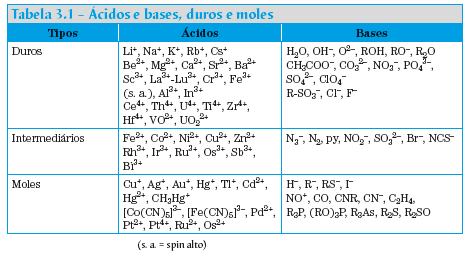 Tabela 3.1 – Ácidos e bases, duros e moles
Tipos Ácidos Bases
Duros Li⁺, Na⁺, K⁺, Rb⁺, Cs⁺ H₂O, OH⁻, O²⁻, ROH, RO⁻, R₂O
Be²⁺, Mg²⁺, Ca²⁺, Sr²⁺, Ba²⁺ CH₃COO⁻, CO₃²⁻, NO₃⁻, PO₄³⁻,
Sc³⁺, La³⁺-Lu³⁺, Cr³⁺, Fe³⁺ SO₄²⁻, ClO₄⁻
(s. a.), Al³⁺, In³⁺ R-SO₃⁻, Cl⁻, F⁻
Ce⁴⁺, Th⁴⁺, U⁴⁺, Ti⁴⁺, Zr⁴⁺,
Hf⁴⁺, VO²⁺, UO₂²⁺
Intermediários Fe²⁺, Co²⁺, Ni²⁺, Cu²⁺, Zn²⁺ N₃⁻, N₂, py, NO₂⁻, SO₃²⁻, Br⁻, NCS⁻
Rh³⁺, Ir³⁺, Ru³⁺, Os³⁺, Sb³⁺,
Bi³⁺
Moles Cu⁺, Ag⁺, Au⁺, Hg⁺, Tl⁺, Cd²⁺, H⁻, R⁻, RS⁻, I⁻
Hg²⁺, CH₃Hg⁺ NO⁺, CO, CNR, CN⁻, C₂H₄,
[Co(CN)₅]³⁻, [Fe(CN)₅]³⁻, Pd²⁺, R₃P, (RO)₃P, R₃As, R₂S, R₂SO
Pt²⁺, Pt⁴⁺, Ru²⁺, Os²⁺
(s. a. = spin alto)